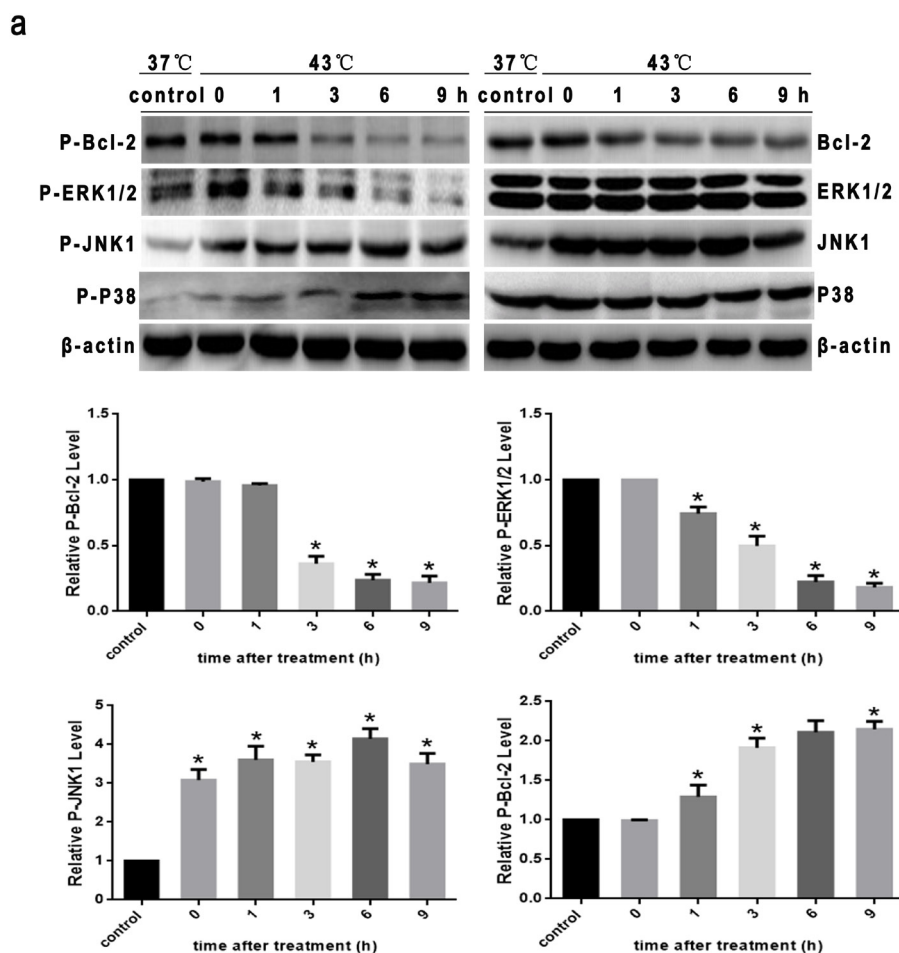 a
37℃ 43℃ 37℃ 43℃
control 0 1 3 6 9 h control 0 1 3 6 9 h
P-Bcl-2 Bcl-2
P-ERK1/2 ERK1/2
P-JNK1 JNK1
P-P38 P38
β-actin β-actin
Relative P-Bcl-2 Level
1.5
1.0
0.5
0.0
* * *
control 0 1 3 6 9
time after treatment (h)
Relative P-ERK1/2 Level
1.5
1.0
0.5
0.0
* * * *
control 0 1 3 6 9
time after treatment (h)
Relative P-JNK1 Level
5
4
3
2
1
0
* * * * *
control 0 1 3 6 9
time after treatment (h)
Relative P-Bcl-2 Level
2.5
2.0
1.5
1.0
0.5
0.0
* * *
control 0 1 3 6 9
time after treatment (h)